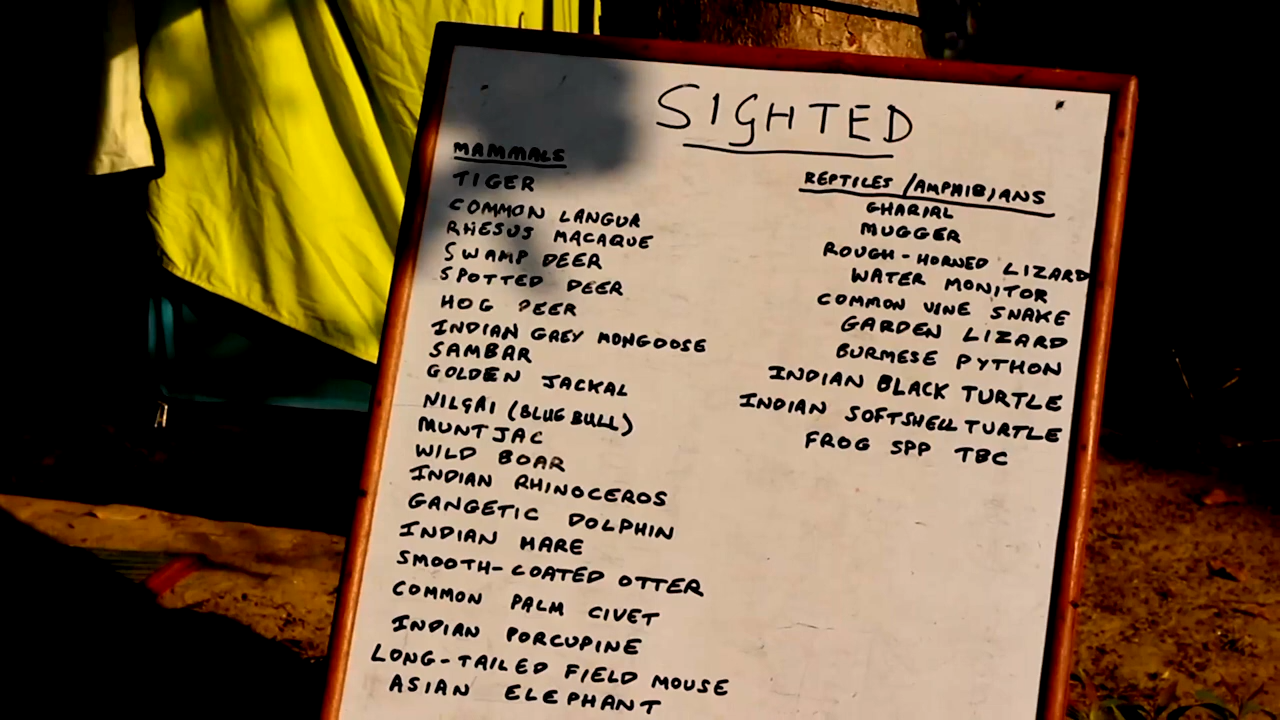 SIGHTED
MAMMALS
TIGER
COMMON LANGUR
RHESUS MACAQUE
SWAMP DEER
SPOTTED DEER
HOG DEER
INDIAN GREY MONGOOSE
SAMBAR
GOLDEN JACKAL
NILGAI (BLUE BULL)
MUNTJAC
WILD BOAR
INDIAN RHINOCEROS
GANGETIC DOLPHIN
INDIAN HARE
SMOOTH-COATED OTTER
COMMON PALM CIVET
INDIAN PORCUPINE
LONG-TAILED FIELD MOUSE
ASIAN ELEPHANT
REPTILES/AMPHIBIANS
GHARIAL
MUGGER
ROUGH-HORNED LIZARD
WATER MONITOR
COMMON VINE SNAKE
GARDEN LIZARD
BURMESE PYTHON
INDIAN BLACK TURTLE
INDIAN SOFTSHELL TURTLE
FROG SPP TBC